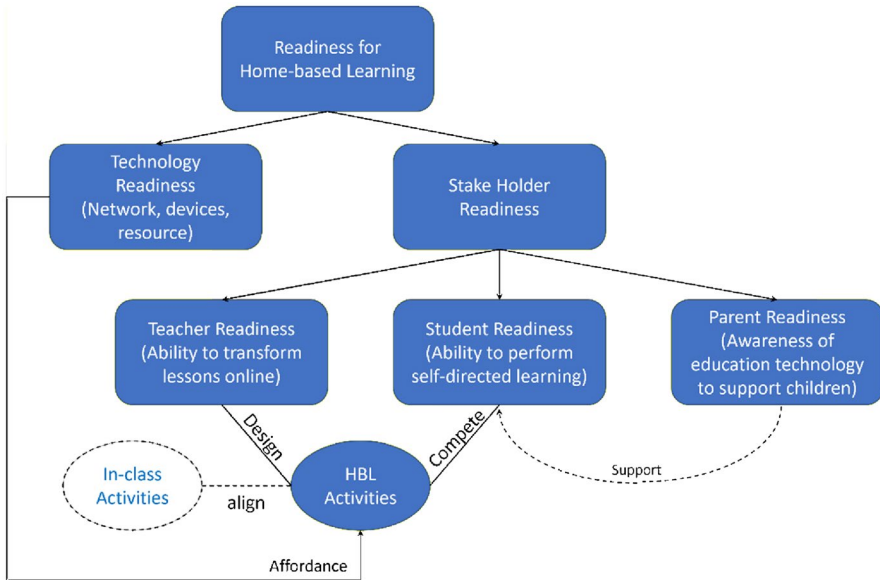 Readiness for
Home-based Learning
Technology
Readiness
(Network, devices,
resource)
Stake Holder
Readiness
Teacher Readiness
(Ability to transform
lessons online)
Student Readiness
(Ability to perform
self-directed learning)
Parent Readiness
(Awareness of
education technology
to support children)
Design
Compete
Support
In-class
Activities
align
HBL
Activities
Affordance